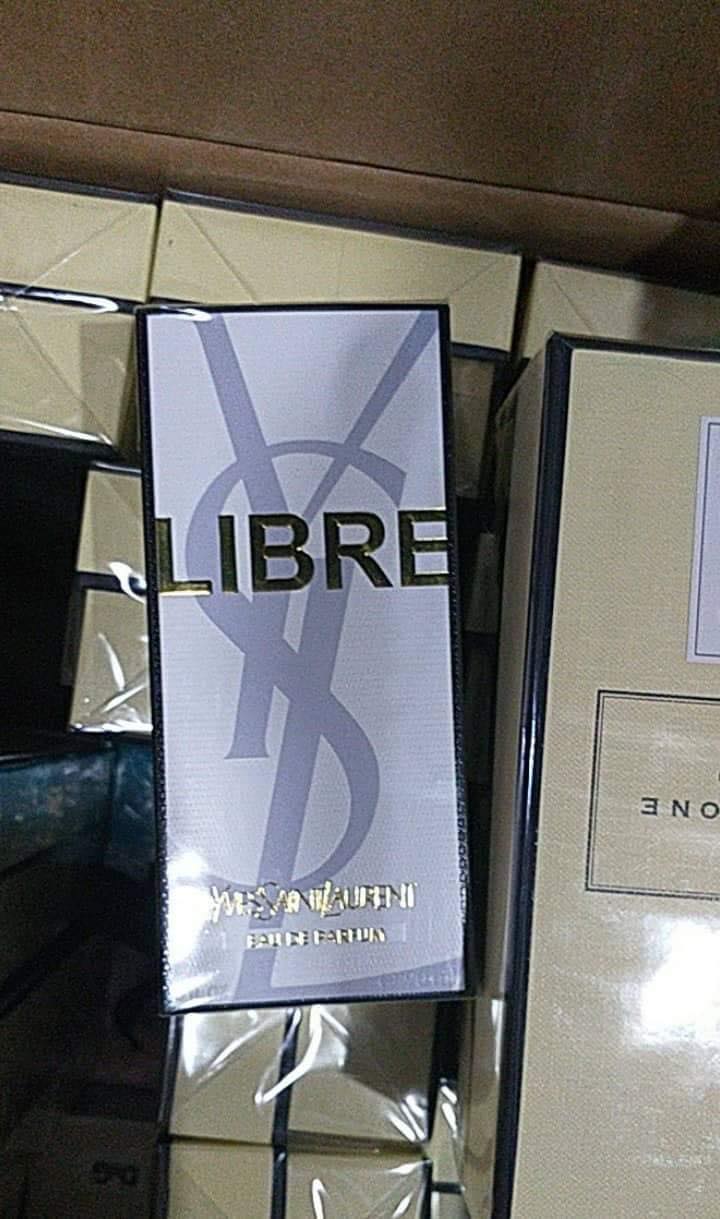 LIBRE
YVESSAINTLAURENT
EAU DE PARFUM
ONE
D&G